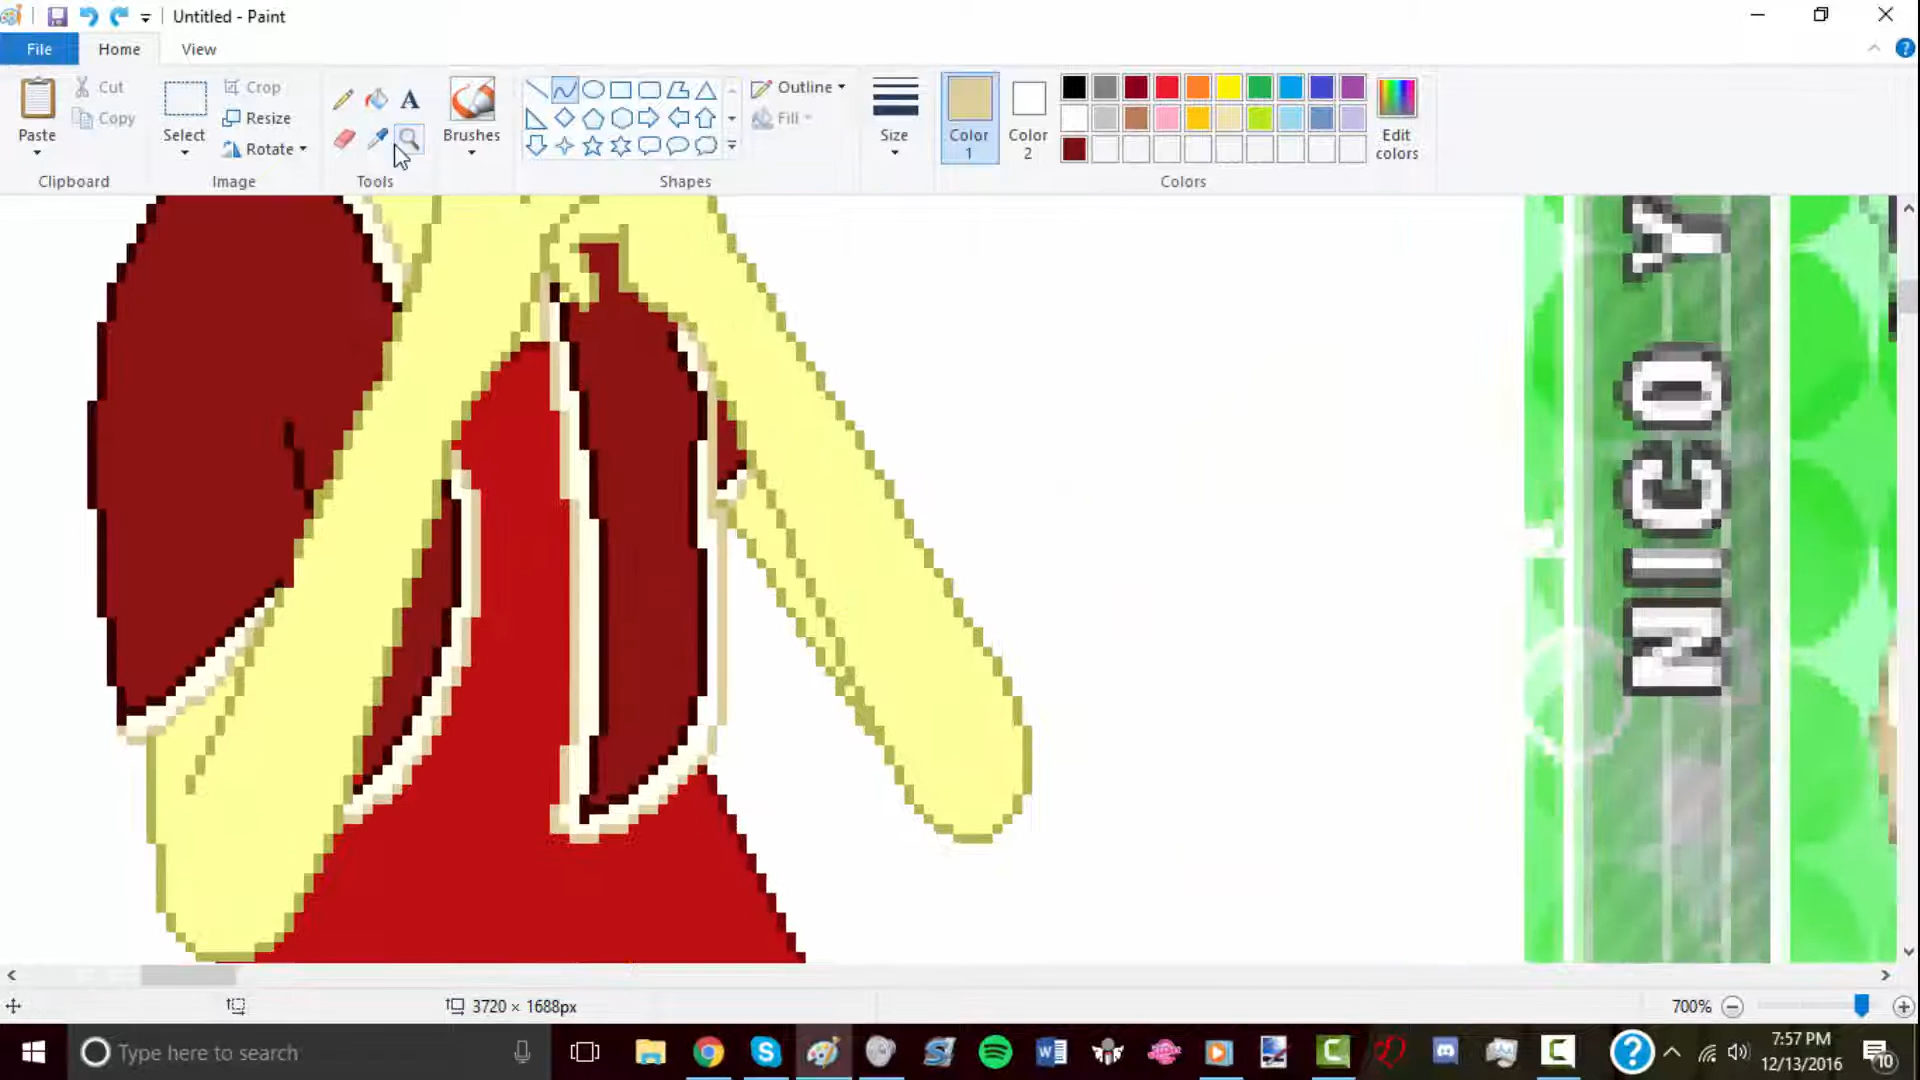 Untitled - Paint
File
Home
View
Paste
Cut
Copy
Clipboard
Select
Crop
Resize
Rotate
Image
A
Tools
Brushes
Outline
Fill
Shapes
Size
Color 1
Color 2
Edit colors
Colors
NICO Y
3720 × 1688px
700%
Type here to search
7:57 PM
12/13/2016
10